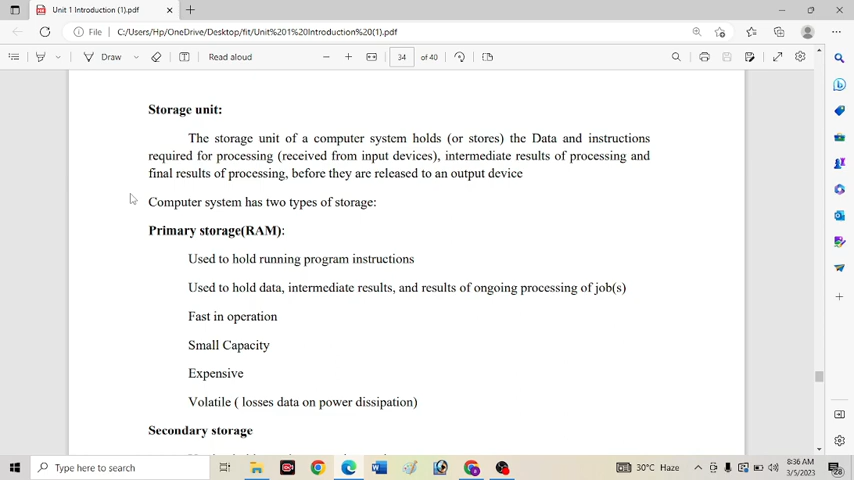 Unit 1 Introduction (1).pdf
File
C:/Users/Hp/OneDrive/Desktop/fit/Unit%201%20Introduction%20(1).pdf
Draw
Read aloud
34
of 40
Storage unit:
The storage unit of a computer system holds (or stores) the Data and instructions
required for processing (received from input devices), intermediate results of processing and
final results of processing, before they are released to an output device
Computer system has two types of storage:
Primary storage(RAM):
Used to hold running program instructions
Used to hold data, intermediate results, and results of ongoing processing of job(s)
Fast in operation
Small Capacity
Expensive
Volatile ( losses data on power dissipation)
Secondary storage
Type here to search
30°C Haze
8:36 AM
3/5/2023